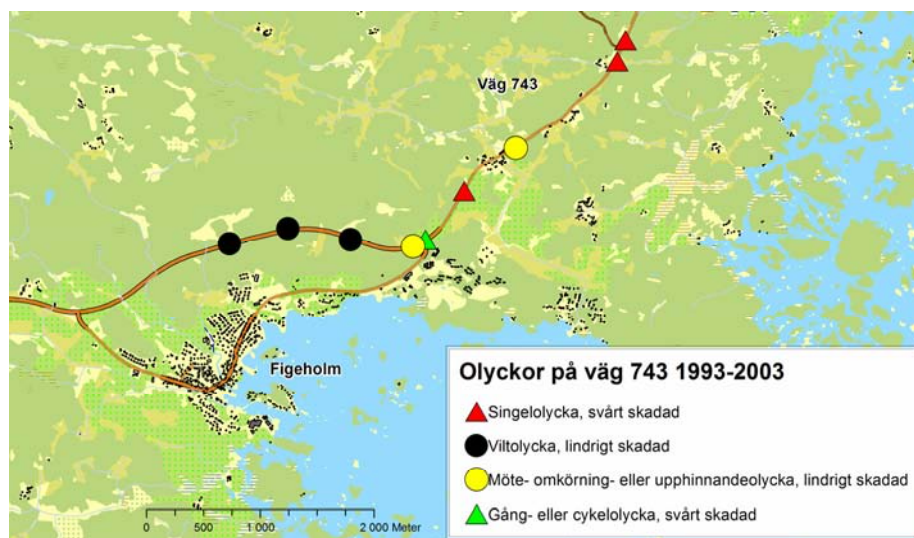 Väg 743
Figeholm
Olyckor på väg 743 1993-2003
Singelolycka, svårt skadad
Viltolycka, lindrigt skadad
Möte- omkörning- eller upphinnandeolycka, lindrigt skadad
Gång- eller cykelolycka, svårt skadad
0 500 1 000 2 000 Meter